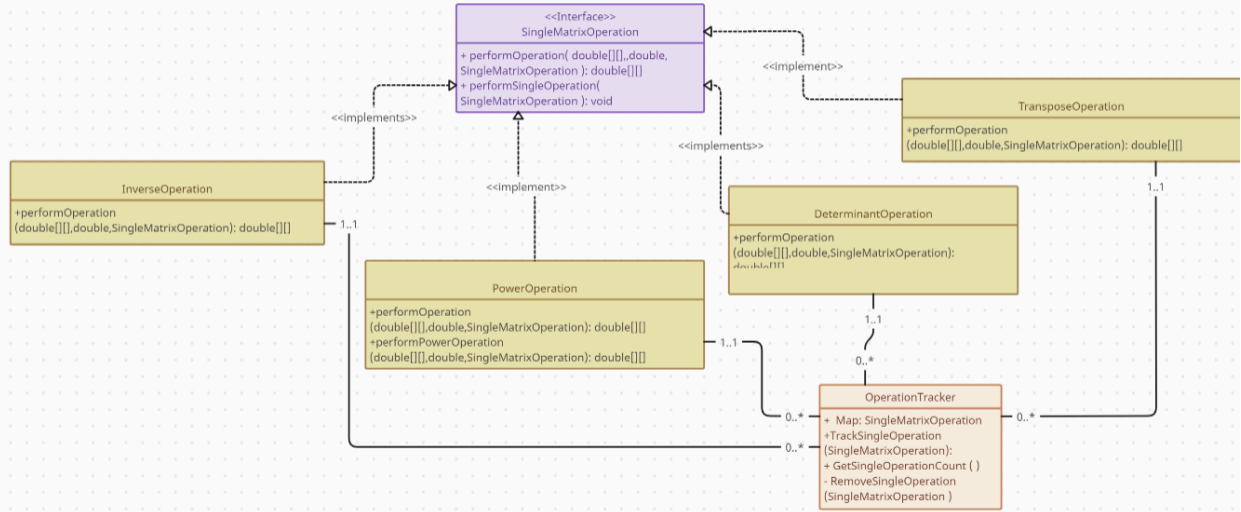 <<Interface>>
SingleMatrixOperation
+ performOperation( double[][],,double,
SingleMatrixOperation ): double[][]
+ performSingleOperation(
SingleMatrixOperation ): void
<<implement>>
TransposeOperation
+performOperation
(double[][],double,SingleMatrixOperation): double[][]
<<implements>>
<<implements>>
<<implement>>
InverseOperation
+performOperation
(double[][],double,SingleMatrixOperation): double[][]
1..1
1..1
DeterminantOperation
+performOperation
(double[][],double,SingleMatrixOperation):
double[][]
PowerOperation
+performOperation
(double[][],double,SingleMatrixOperation): double[][]
+performPowerOperation
(double[][],double,SingleMatrixOperation): double[][]
1..1
1..1
0..*
OperationTracker
+ Map: SingleMatrixOperation
+TrackSingleOperation
(SingleMatrixOperation):
+ GetSingleOperationCount ( )
- RemoveSingleOperation
(SingleMatrixOperation )
0..*
0..*
0..*